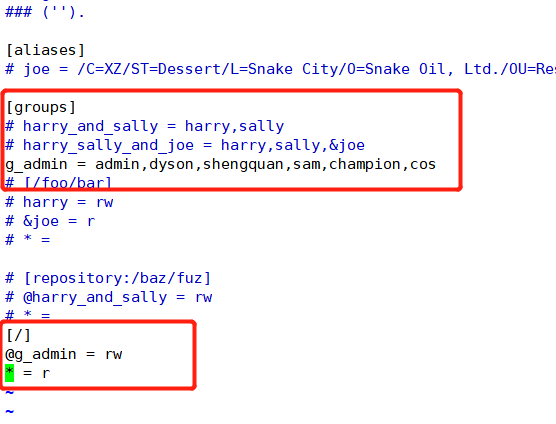 ### ('').
[aliases]
# joe = /C=XZ/ST=Dessert/L=Snake City/O=Snake Oil, Ltd./OU=Res
[groups]
# harry_and_sally = harry,sally
# harry_sally_and_joe = harry,sally,&joe
g_admin = admin,dyson,shengquan,sam,champion,cos
# [/foo/bar]
# harry = rw
# &joe = r
# * =
# [repository:/baz/fuz]
# @harry_and_sally = rw
# * =
[/]
@g_admin = rw
* = r
~
~